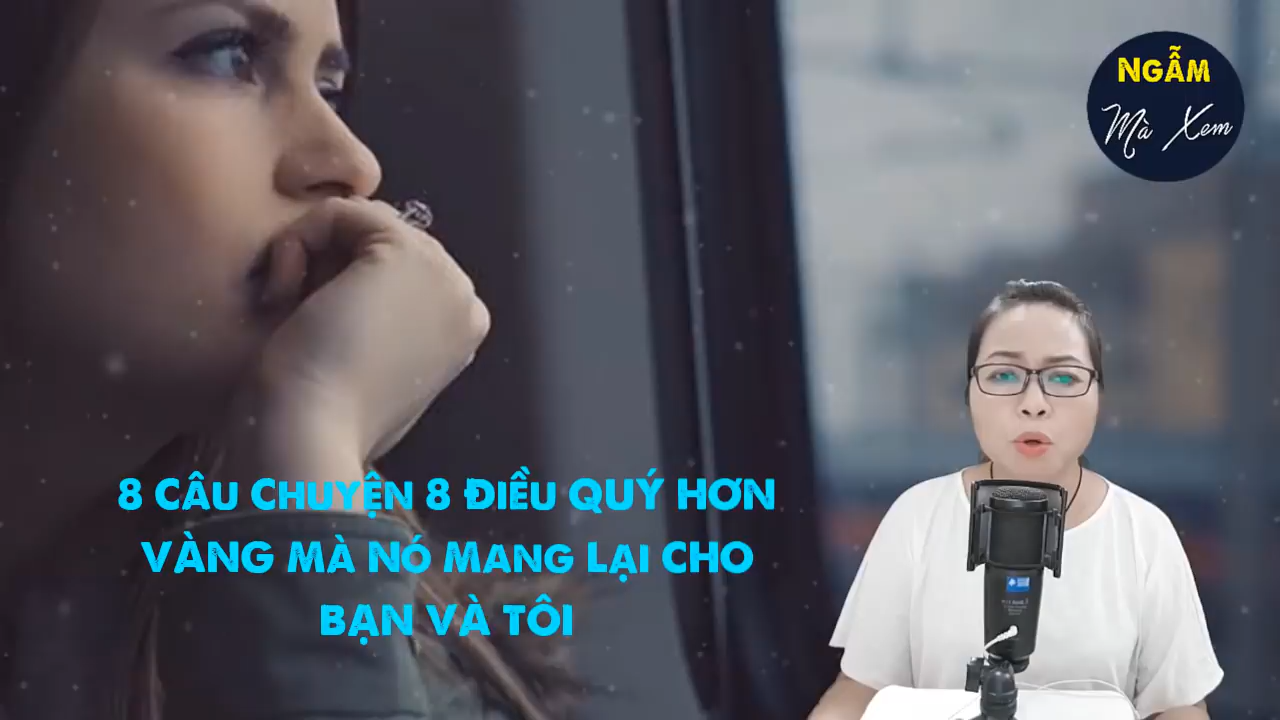 NGẪM
Mà Xem
8 CÂU CHUYỆN 8 ĐIỀU QUÝ HƠN
VÀNG MÀ NÓ MANG LẠI CHO
BẠN VÀ TÔI